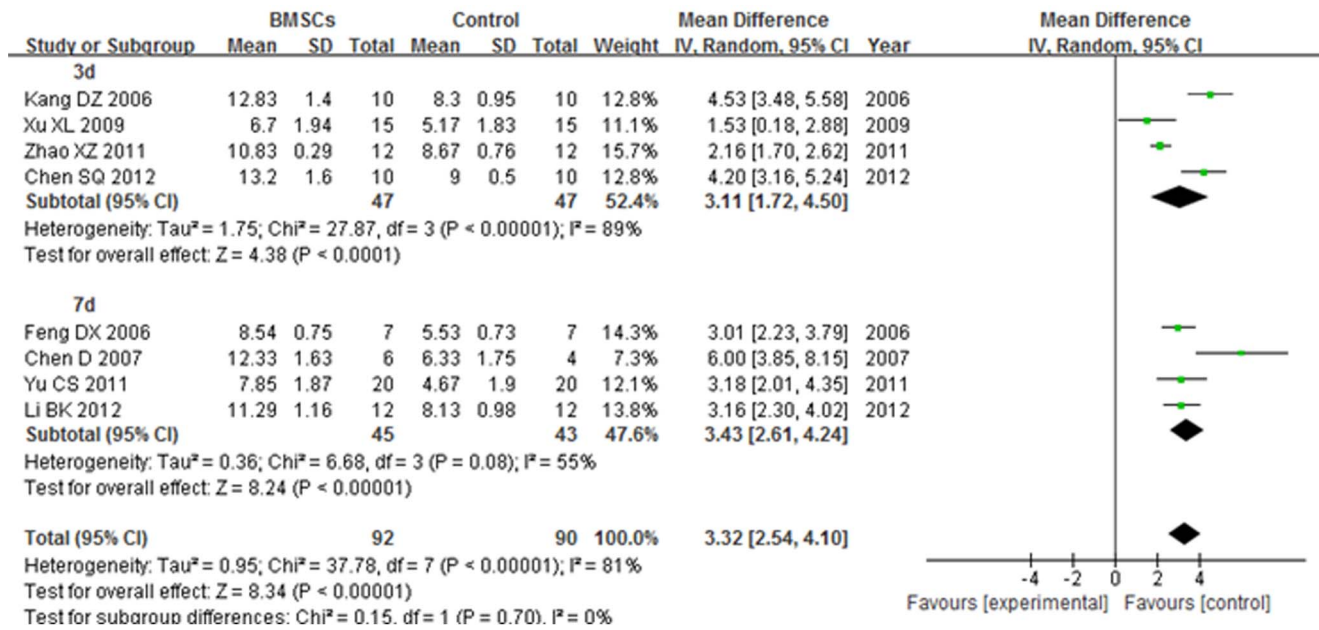 BMSCs Control Mean Difference Mean Difference
Study or Subgroup Mean SD Total Mean SD Total Weight IV, Random, 95% CI Year IV, Random, 95% CI
3d
Kang DZ 2006 12.83 1.4 10 8.3 0.95 10 12.8% 4.53 [3.48, 5.58] 2006
Xu XL 2009 6.7 1.94 15 5.17 1.83 15 11.1% 1.53 [0.18, 2.88] 2009
Zhao XZ 2011 10.83 0.29 12 8.67 0.76 12 15.7% 2.16 [1.70, 2.62] 2011
Chen SQ 2012 13.2 1.6 10 9 0.5 10 12.8% 4.20 [3.16, 5.24] 2012
Subtotal (95% CI) 47 47 52.4% 3.11 [1.72, 4.50]
Heterogeneity: Tau² = 1.75; Chi² = 27.87, df = 3 (P < 0.00001); I² = 89%
Test for overall effect: Z = 4.38 (P < 0.0001)
7d
Feng DX 2006 8.54 0.75 7 5.53 0.73 7 14.3% 3.01 [2.23, 3.79] 2006
Chen D 2007 12.33 1.63 6 6.33 1.75 4 7.3% 6.00 [3.85, 8.15] 2007
Yu CS 2011 7.85 1.87 20 4.67 1.9 20 12.1% 3.18 [2.01, 4.35] 2011
Li BK 2012 11.29 1.16 12 8.13 0.98 12 13.8% 3.16 [2.30, 4.02] 2012
Subtotal (95% CI) 45 43 47.6% 3.43 [2.61, 4.24]
Heterogeneity: Tau² = 0.36; Chi² = 6.68, df = 3 (P = 0.08); I² = 55%
Test for overall effect: Z = 8.24 (P < 0.00001)
Total (95% CI) 92 90 100.0% 3.32 [2.54, 4.10]
Heterogeneity: Tau² = 0.95; Chi² = 37.78, df = 7 (P < 0.00001); I² = 81%
Test for overall effect: Z = 8.34 (P < 0.00001)
Test for subgroup differences: Chi² = 0.15, df = 1 (P = 0.70), I² = 0%
-4 -2 0 2 4
Favours [experimental] Favours [control]